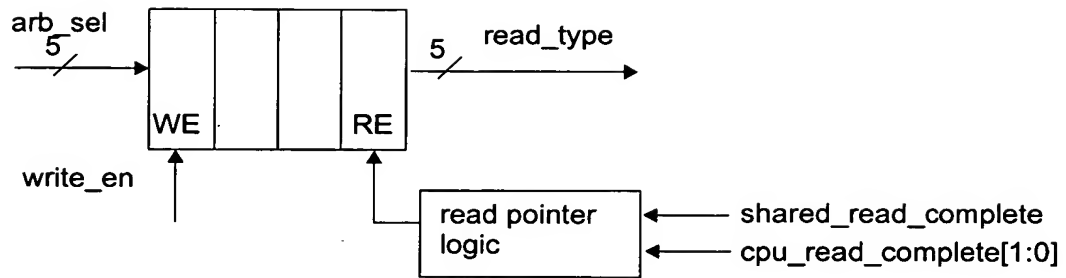 arb_sel
5
5
read_type
WE
RE
write_en
read pointer
logic
shared_read_complete
cpu_read_complete[1:0]